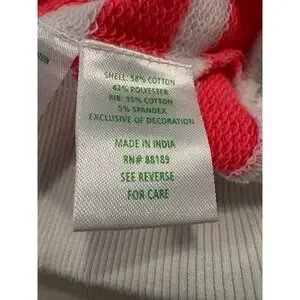 SHELL: 58% COTTON
42% POLYESTER
RIB: 95% COTTON
5% SPANDEX
EXCLUSIVE OF DECORATION
MADE IN INDIA
RN# 88189
SEE REVERSE
FOR CARE